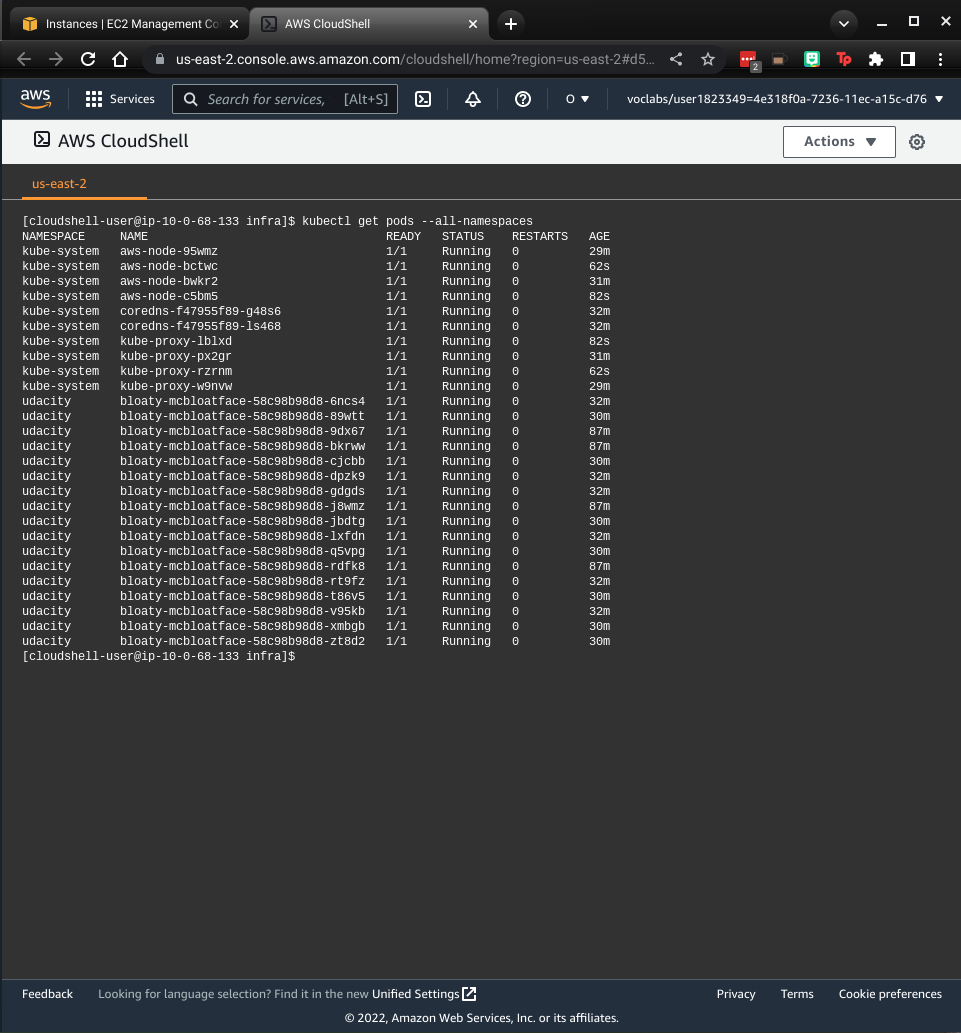 Instances | EC2 Management Co
AWS CloudShell
us-east-2.console.aws.amazon.com/cloudshell/home?region=us-east-2#d5...
2
Tp
aws
Services
Search for services, [Alt+S]
O ▼
voclabs/user1823349=4e318f0a-7236-11ec-a15c-d76 ▼
AWS CloudShell
Actions ▼
us-east-2
[cloudshell-user@ip-10-0-68-133 infra]$ kubectl get pods --all-namespaces
NAMESPACE NAME READY STATUS RESTARTS AGE
kube-system aws-node-95wmz 1/1 Running 0 29m
kube-system aws-node-bctwc 1/1 Running 0 62s
kube-system aws-node-bwkr2 1/1 Running 0 31m
kube-system aws-node-c5bm5 1/1 Running 0 82s
kube-system coredns-f47955f89-g48s6 1/1 Running 0 32m
kube-system coredns-f47955f89-ls468 1/1 Running 0 32m
kube-system kube-proxy-lblxd 1/1 Running 0 82s
kube-system kube-proxy-px2gr 1/1 Running 0 31m
kube-system kube-proxy-rzrnm 1/1 Running 0 62s
kube-system kube-proxy-w9nvw 1/1 Running 0 29m
udacity bloaty-mcbloatface-58c98b98d8-6ncs4 1/1 Running 0 32m
udacity bloaty-mcbloatface-58c98b98d8-89wtt 1/1 Running 0 30m
udacity bloaty-mcbloatface-58c98b98d8-9dx67 1/1 Running 0 87m
udacity bloaty-mcbloatface-58c98b98d8-bkrww 1/1 Running 0 87m
udacity bloaty-mcbloatface-58c98b98d8-cjcbb 1/1 Running 0 30m
udacity bloaty-mcbloatface-58c98b98d8-dpzk9 1/1 Running 0 32m
udacity bloaty-mcbloatface-58c98b98d8-gdgds 1/1 Running 0 32m
udacity bloaty-mcbloatface-58c98b98d8-j8wmz 1/1 Running 0 87m
udacity bloaty-mcbloatface-58c98b98d8-jbdtg 1/1 Running 0 30m
udacity bloaty-mcbloatface-58c98b98d8-lxfdn 1/1 Running 0 32m
udacity bloaty-mcbloatface-58c98b98d8-q5vpg 1/1 Running 0 30m
udacity bloaty-mcbloatface-58c98b98d8-rdfk8 1/1 Running 0 87m
udacity bloaty-mcbloatface-58c98b98d8-rt9fz 1/1 Running 0 32m
udacity bloaty-mcbloatface-58c98b98d8-t86v5 1/1 Running 0 30m
udacity bloaty-mcbloatface-58c98b98d8-v95kb 1/1 Running 0 32m
udacity bloaty-mcbloatface-58c98b98d8-xmbgb 1/1 Running 0 30m
udacity bloaty-mcbloatface-58c98b98d8-zt8d2 1/1 Running 0 30m
[cloudshell-user@ip-10-0-68-133 infra]$
Feedback Looking for language selection? Find it in the new Unified Settings Privacy Terms Cookie preferences
© 2022, Amazon Web Services, Inc. or its affiliates.